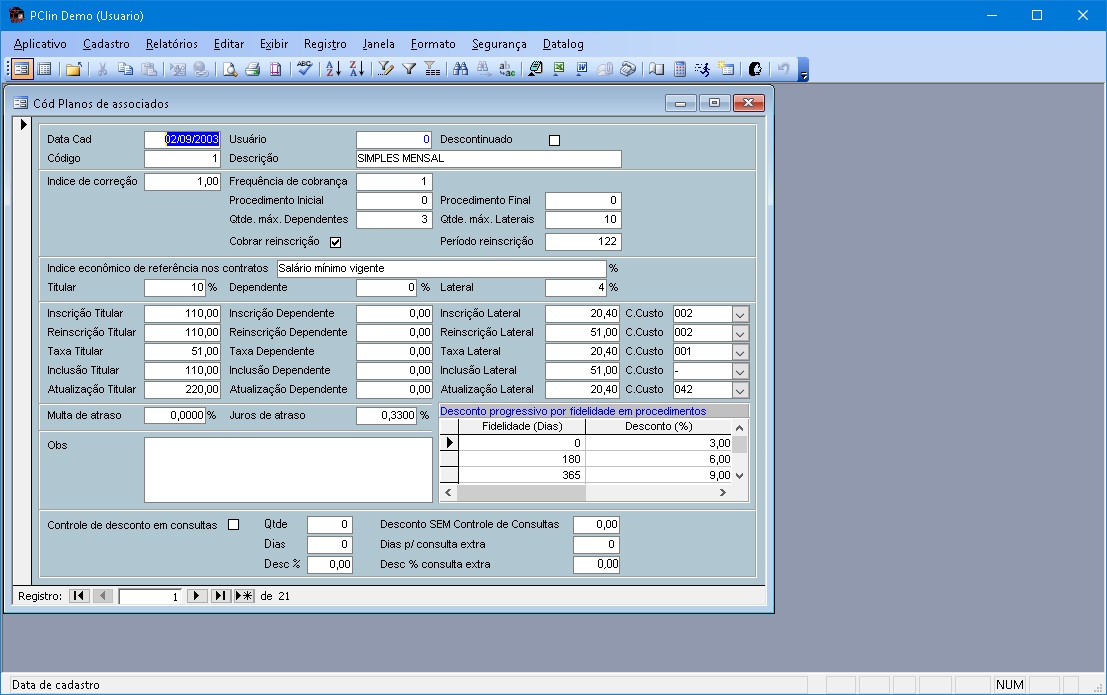 PClin Demo (Usuario)
Aplicativo Cadastro Relatórios Editar Exibir Registro Janela Formato Segurança Datalog
Cód Planos de associados
Data Cad 02/09/2003 Usuário 0 Descontinuado
Código 1 Descrição SIMPLES MENSAL
Indice de correção 1,00 Frequência de cobrança 1
Procedimento Inicial 0 Procedimento Final 0
Qtde. máx. Dependentes 3 Qtde. máx. Laterais 10
Cobrar reinscrição Período reinscrição 122
Indice econômico de referência nos contratos Salário mínimo vigente %
Titular 10 % Dependente 0 % Lateral 4 %
Inscrição Titular 110,00 Inscrição Dependente 0,00 Inscrição Lateral 20,40 C.Custo 002
Reinscrição Titular 110,00 Reinscrição Dependente 0,00 Reinscrição Lateral 51,00 C.Custo 002
Taxa Titular 51,00 Taxa Dependente 0,00 Taxa Lateral 20,40 C.Custo 001
Inclusão Titular 110,00 Inclusão Dependente 0,00 Inclusão Lateral 51,00 C.Custo -
Atualização Titular 220,00 Atualização Dependente 0,00 Atualização Lateral 20,40 C.Custo 042
Multa de atraso 0,0000 % Juros de atraso 0,3300 %
Desconto progressivo por fidelidade em procedimentos
Fidelidade (Dias) Desconto (%)
0 3,00
180 6,00
365 9,00
Obs
Controle de desconto em consultas Qtde 0 Desconto SEM Controle de Consultas 0,00
Dias 0 Dias p/ consulta extra 0
Desc % 0,00 Desc % consulta extra 0,00
Registro: 1 de 21
Data de cadastro NUM